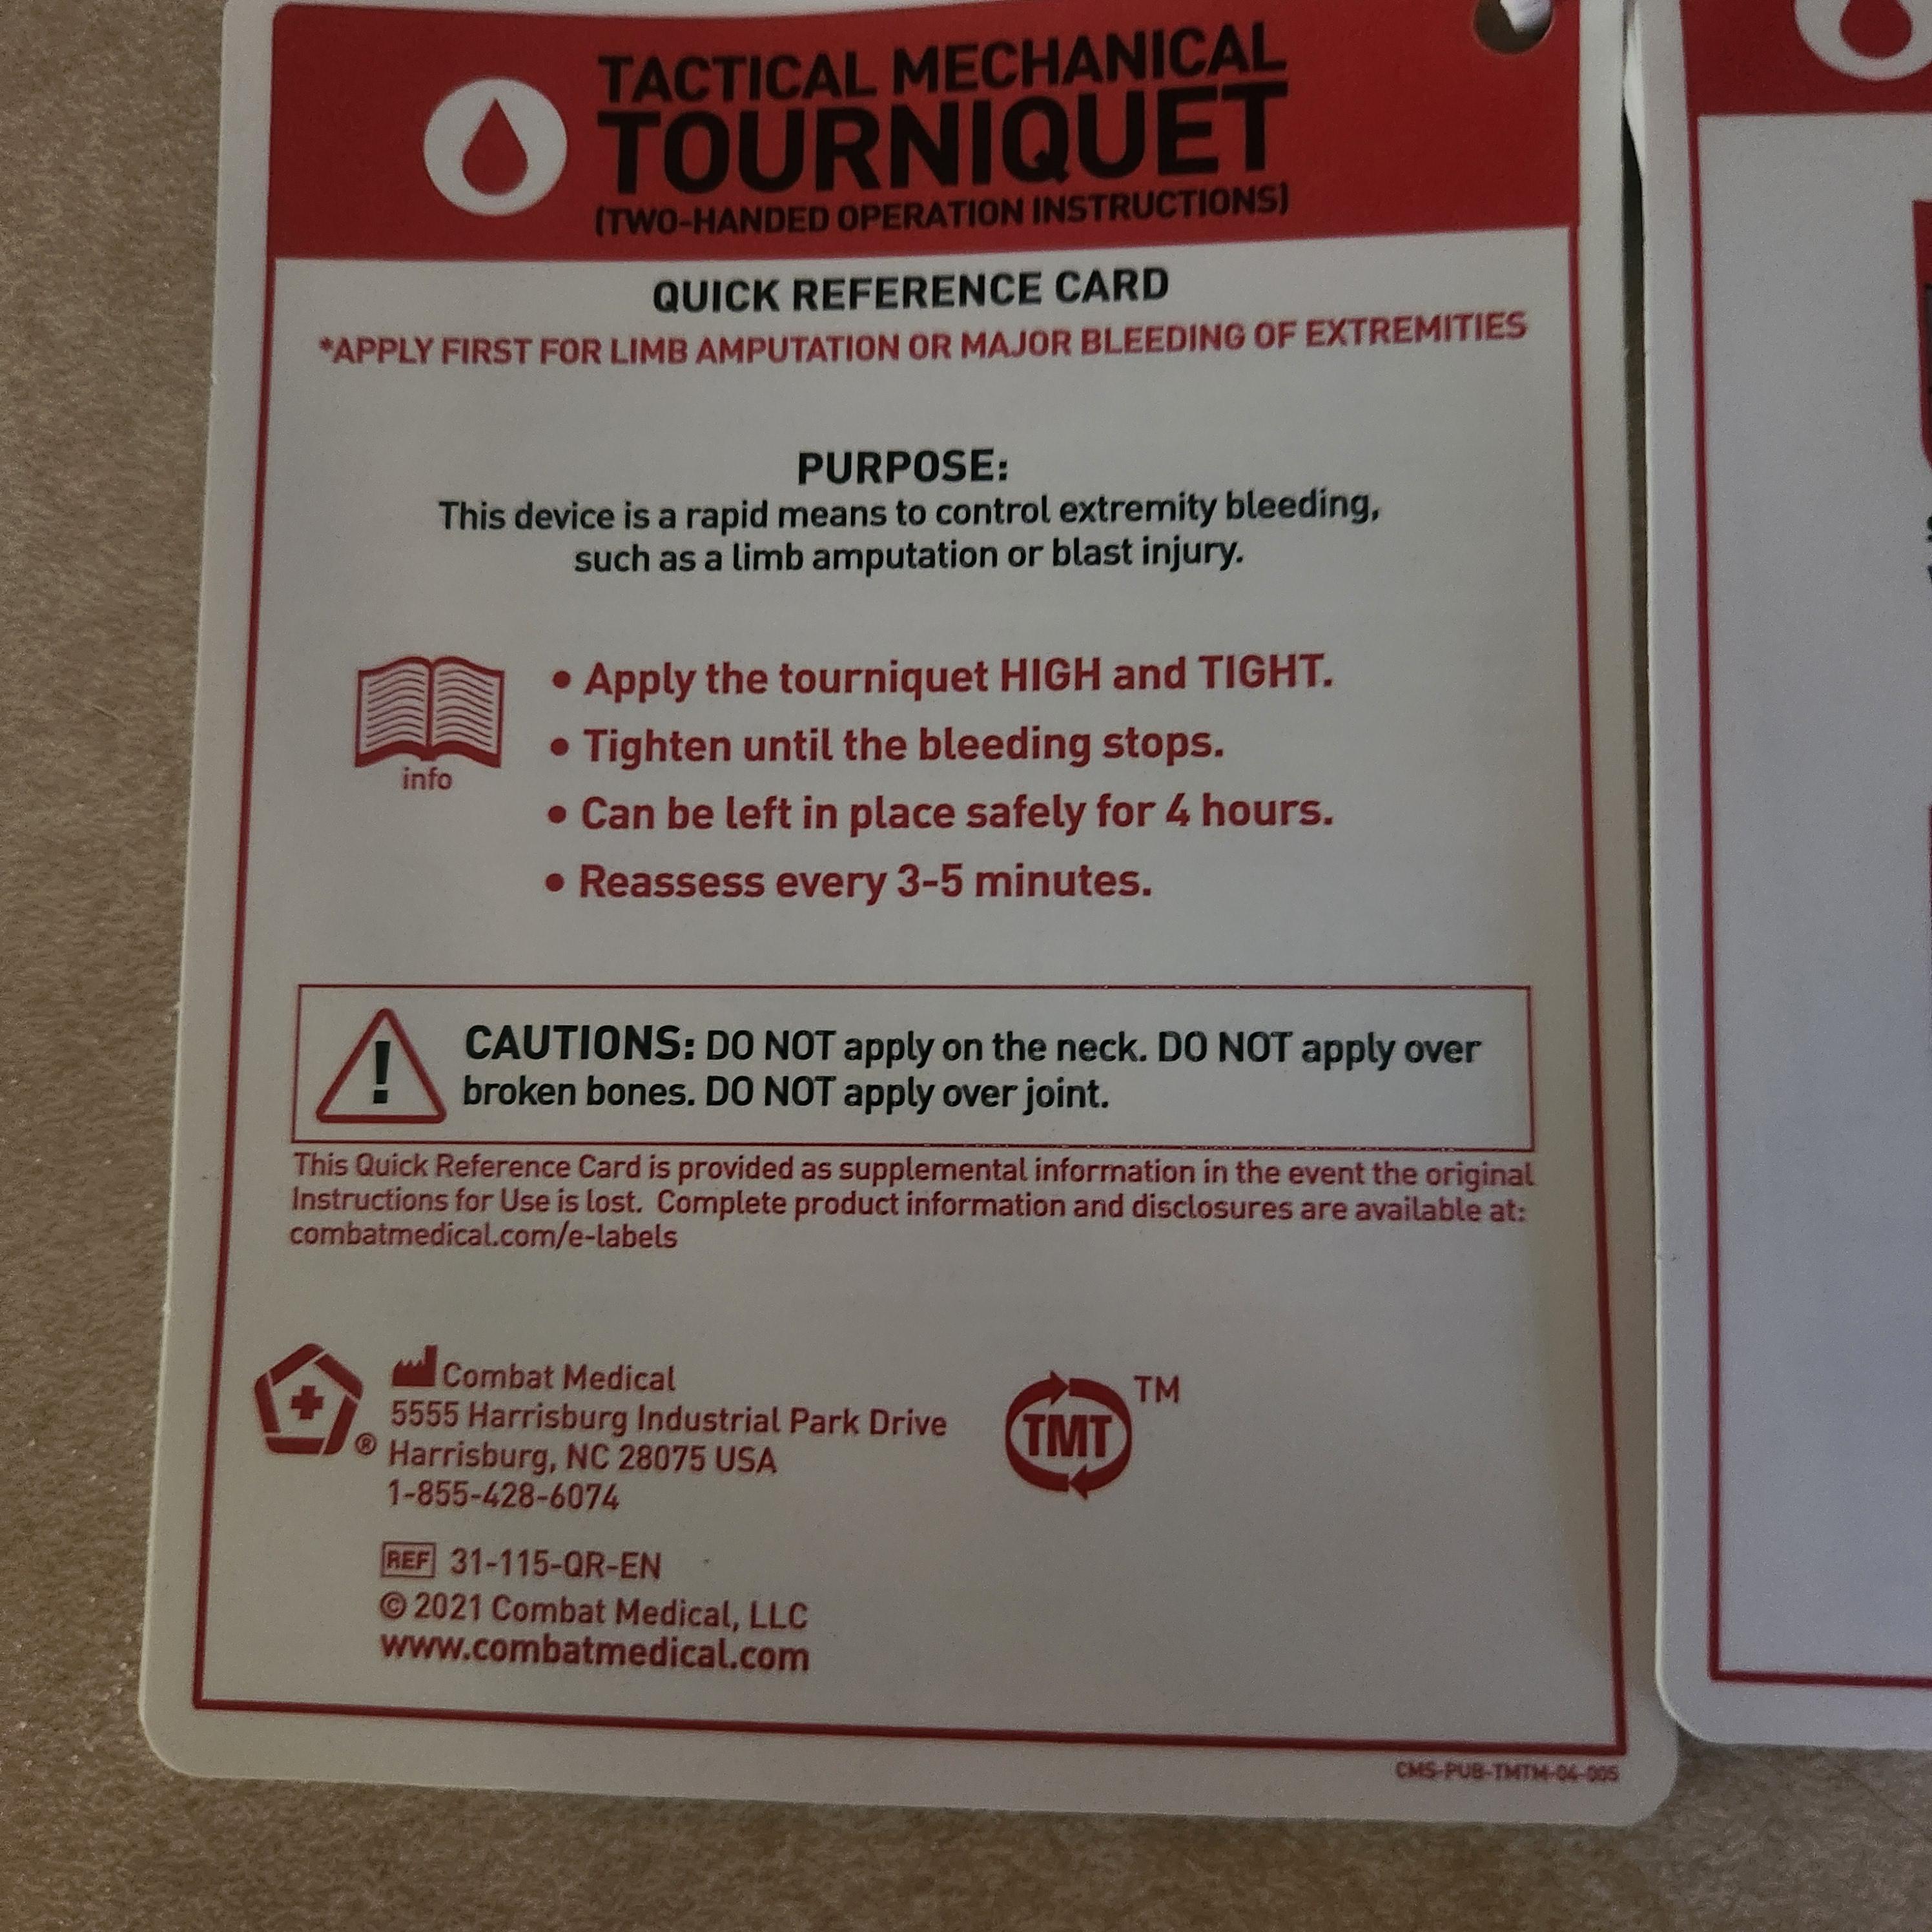 TACTICAL MECHANICAL
TOURNIQUET
(TWO-HANDED OPERATION INSTRUCTIONS)
QUICK REFERENCE CARD
*APPLY FIRST FOR LIMB AMPUTATION OR MAJOR BLEEDING OF EXTREMITIES
PURPOSE:
This device is a rapid means to control extremity bleeding,
such as a limb amputation or blast injury.
info
• Apply the tourniquet HIGH and TIGHT.
• Tighten until the bleeding stops.
• Can be left in place safely for 4 hours.
• Reassess every 3-5 minutes.
! CAUTIONS: DO NOT apply on the neck. DO NOT apply over
broken bones. DO NOT apply over joint.
This Quick Reference Card is provided as supplemental information in the event the original
Instructions for Use is lost. Complete product information and disclosures are available at:
combatmedical.com/e-labels
Combat Medical
5555 Harrisburg Industrial Park Drive
® Harrisburg, NC 28075 USA
1-855-428-6074
TMT TM
REF 31-115-QR-EN
© 2021 Combat Medical, LLC
www.combatmedical.com
CMS-PUB-TMTM-04-005